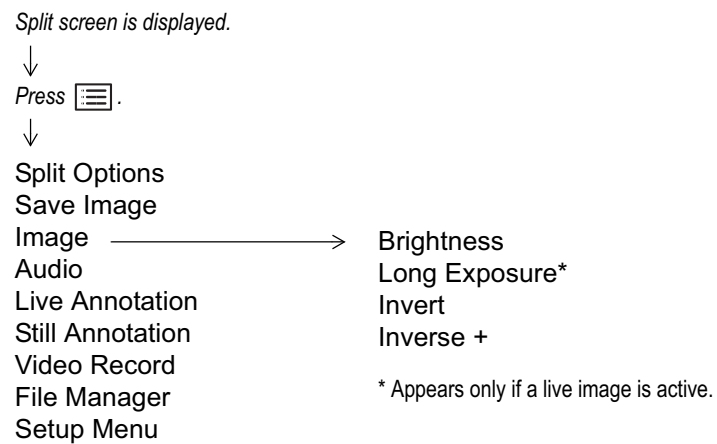 Split screen is displayed.
Press .
Split Options
Save Image
Image
Audio
Live Annotation
Still Annotation
Video Record
File Manager
Setup Menu
Brightness
Long Exposure*
Invert
Inverse +
* Appears only if a live image is active.